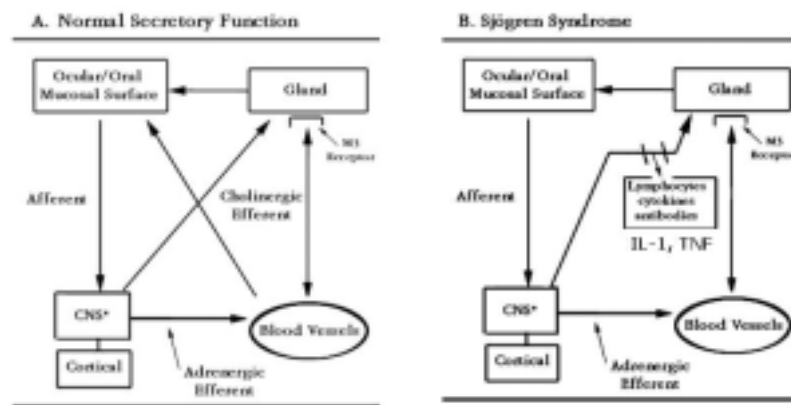 A. Normal Secretory Function
Ocular/Oral
Mucosal Surface
Gland
M3
Receptor
Afferent
Cholinergic
Efferent
CNS*
Blood Vessels
Cortical
Adrenergic
Efferent
B. Sjögren Syndrome
Ocular/Oral
Mucosal Surface
Gland
M3
Receptor
Lymphocytes
cytokines
antibodies
IL-1, TNF
Afferent
CNS*
Blood Vessels
Cortical
Adrenergic
Efferent